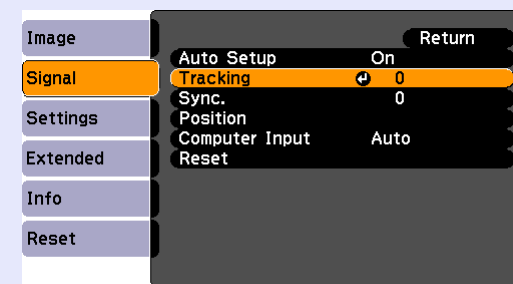 Image
Signal
Settings
Extended
Info
Reset
Return
Auto Setup On
Tracking 0
Sync. 0
Position
Computer Input Auto
Reset